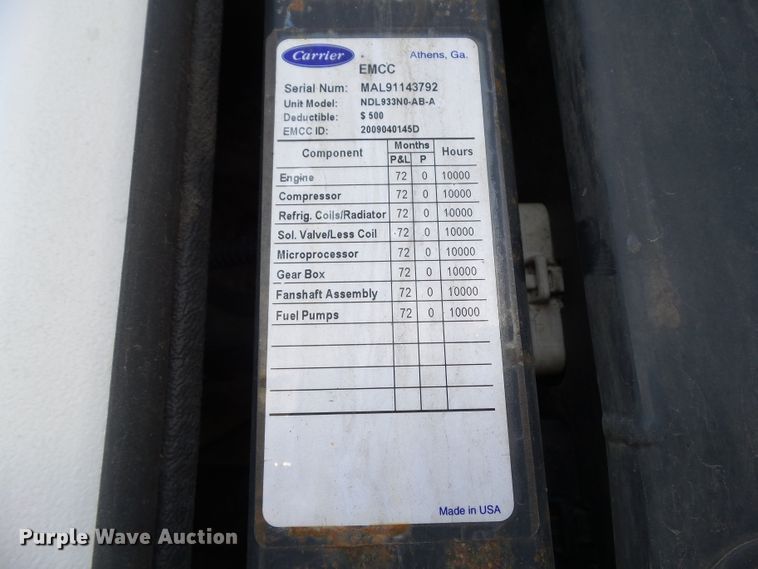 Carrier Athens, Ga.
EMCC
Serial Num: MAL91143792
Unit Model: NDL933N0-AB-A
Deductible: $ 500
EMCC ID: 2009040145D
Component Months Hours
P&L P
Engine 72 0 10000
Compressor 72 0 10000
Refrig. Coils/Radiator 72 0 10000
Sol. Valve/Less Coil 72 0 10000
Microprocessor 72 0 10000
Gear Box 72 0 10000
Fanshaft Assembly 72 0 10000
Fuel Pumps 72 0 10000
Made in USA
Purple Wave Auction®